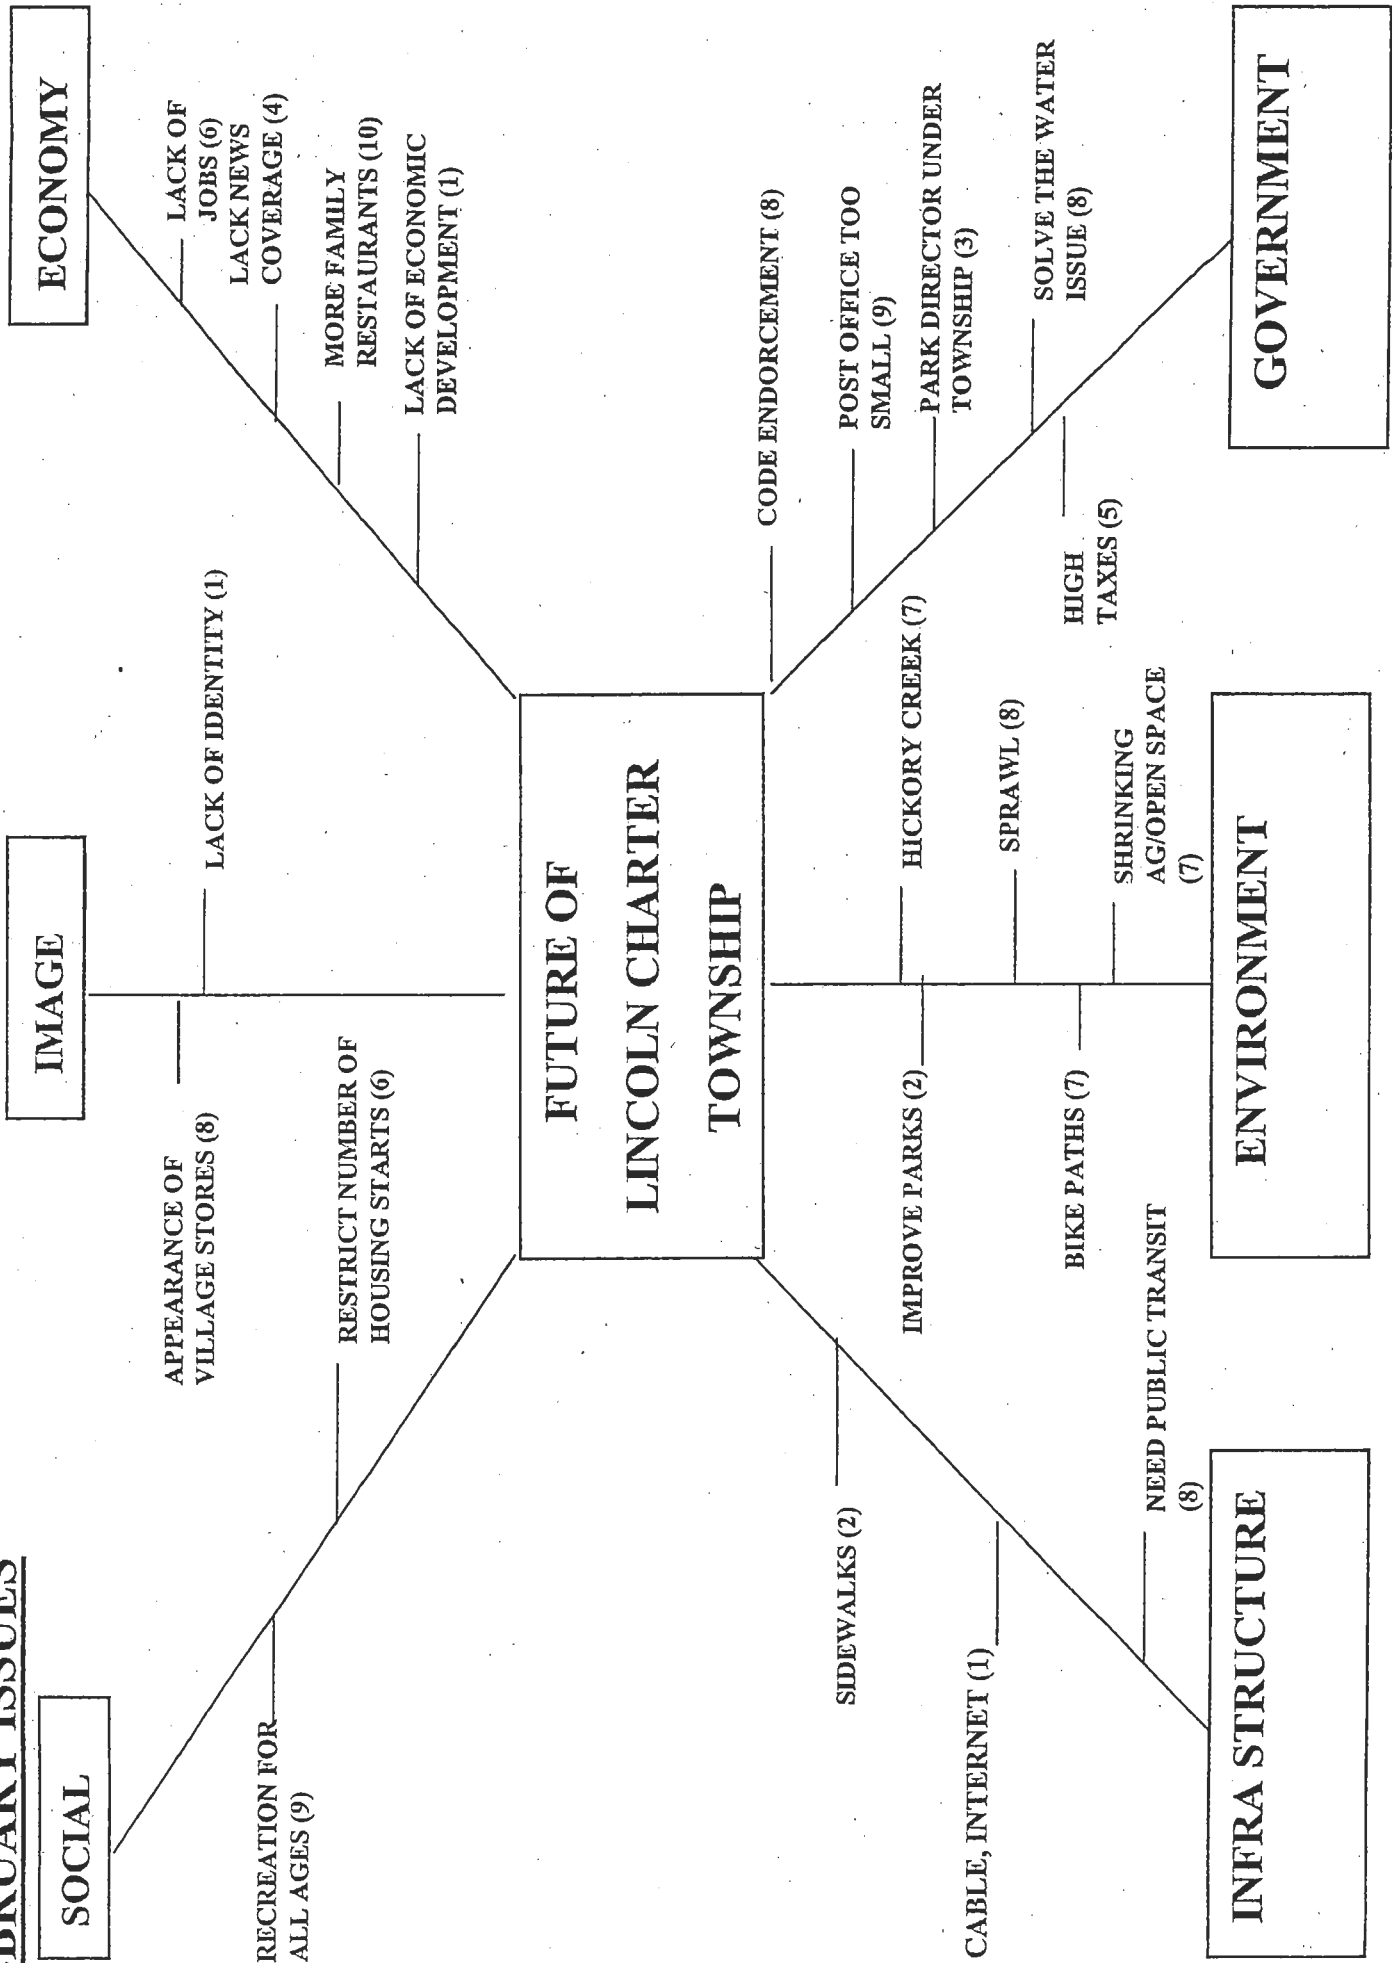 BRUARY ISSUES
SOCIAL
IMAGE
ECONOMY
RECREATION FOR
ALL AGES (9)
RESTRICT NUMBER OF
HOUSING STARTS (6)
APPEARANCE OF
VILLAGE STORES (8)
LACK OF IDENTITY (1)
LACK OF
JOBS (6)
LACK NEWS
COVERAGE (4)
MORE FAMILY
RESTAURANTS (10)
LACK OF ECONOMIC
DEVELOPMENT (1)
FUTURE OF
LINCOLN CHARTER
TOWNSHIP
SIDEWALKS (2)
CABLE, INTERNET (1)
NEED PUBLIC TRANSIT
(8)
IMPROVE PARKS (2)
BIKE PATHS (7)
HICKORY CREEK (7)
SPRAWL (8)
SHRINKING
AG/OPEN SPACE
(7)
CODE ENDORCEMENT (8)
POST OFFICE TOO
SMALL (9)
PARK DIRECTOR UNDER
TOWNSHIP (3)
SOLVE THE WATER
ISSUE (8)
HIGH
TAXES (5)
INFRA STRUCTURE
ENVIRONMENT
GOVERNMENT